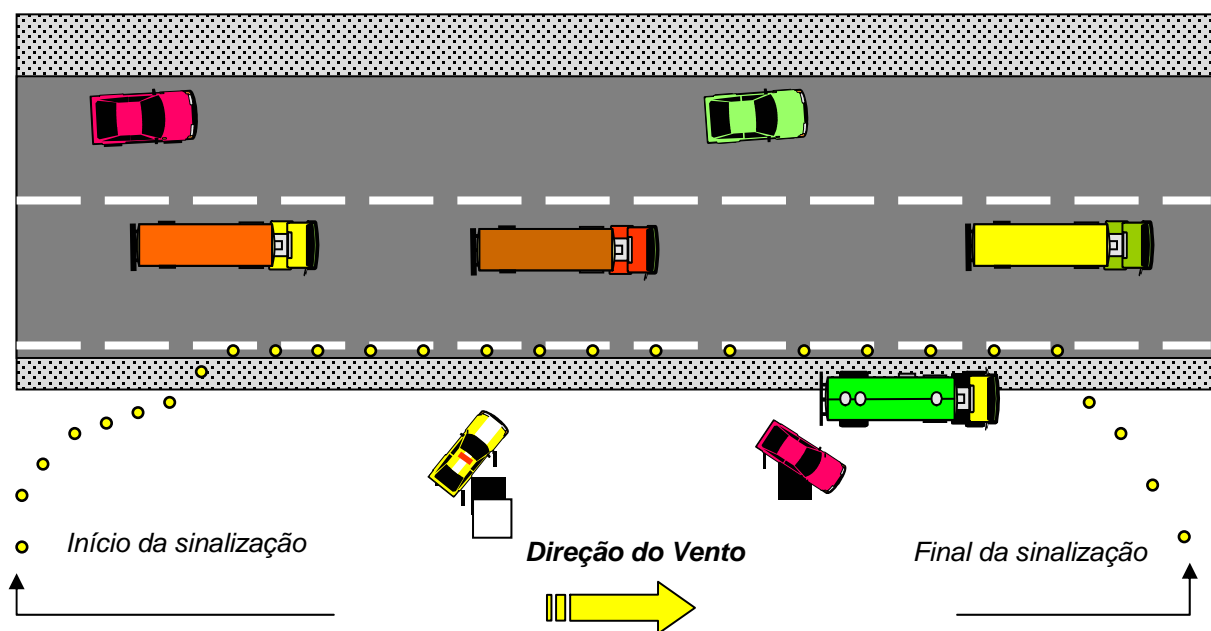 Início da sinalização
Direção do Vento
Final da sinalização